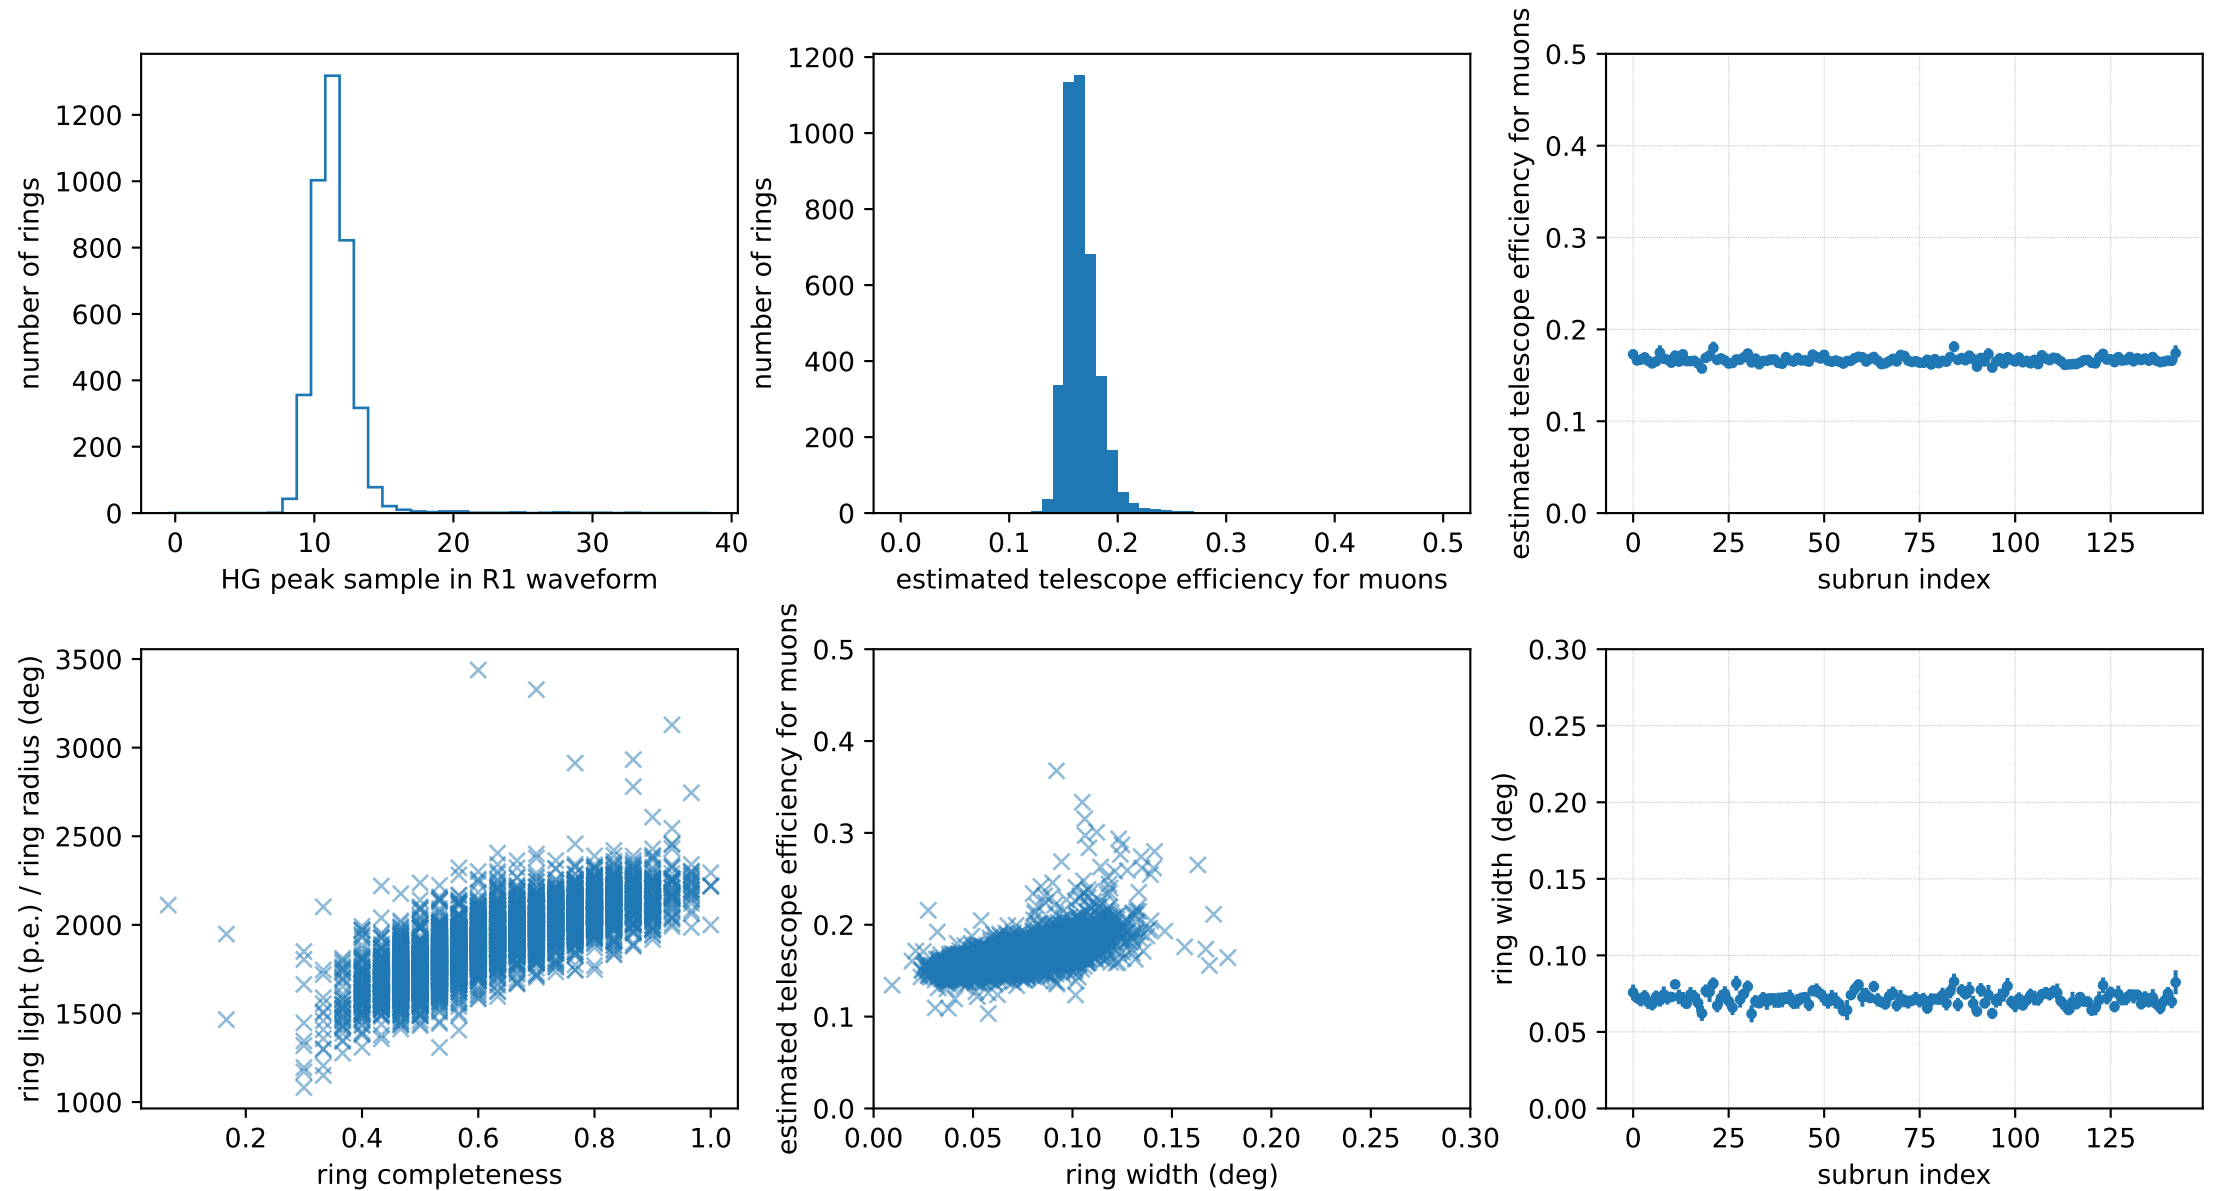 number of rings
1200
1000
800
600
400
200
0
0 10 20 30 40
HG peak sample in R1 waveform
number of rings
1200
1000
800
600
400
200
0
0.0 0.1 0.2 0.3 0.4 0.5
estimated telescope efficiency for muons
estimated telescope efficiency for muons
0.5
0.4
0.3
0.2
0.1
0.0
0 25 50 75 100 125
subrun index
ring light (p.e.) / ring radius (deg)
3500
3000
2500
2000
1500
1000
0.2 0.4 0.6 0.8 1.0
ring completeness
estimated telescope efficiency for muons
0.5
0.4
0.3
0.2
0.1
0.0
0.00 0.05 0.10 0.15 0.20 0.25 0.30
ring width (deg)
ring width (deg)
0.30
0.25
0.20
0.15
0.10
0.05
0.00
0 25 50 75 100 125
subrun index